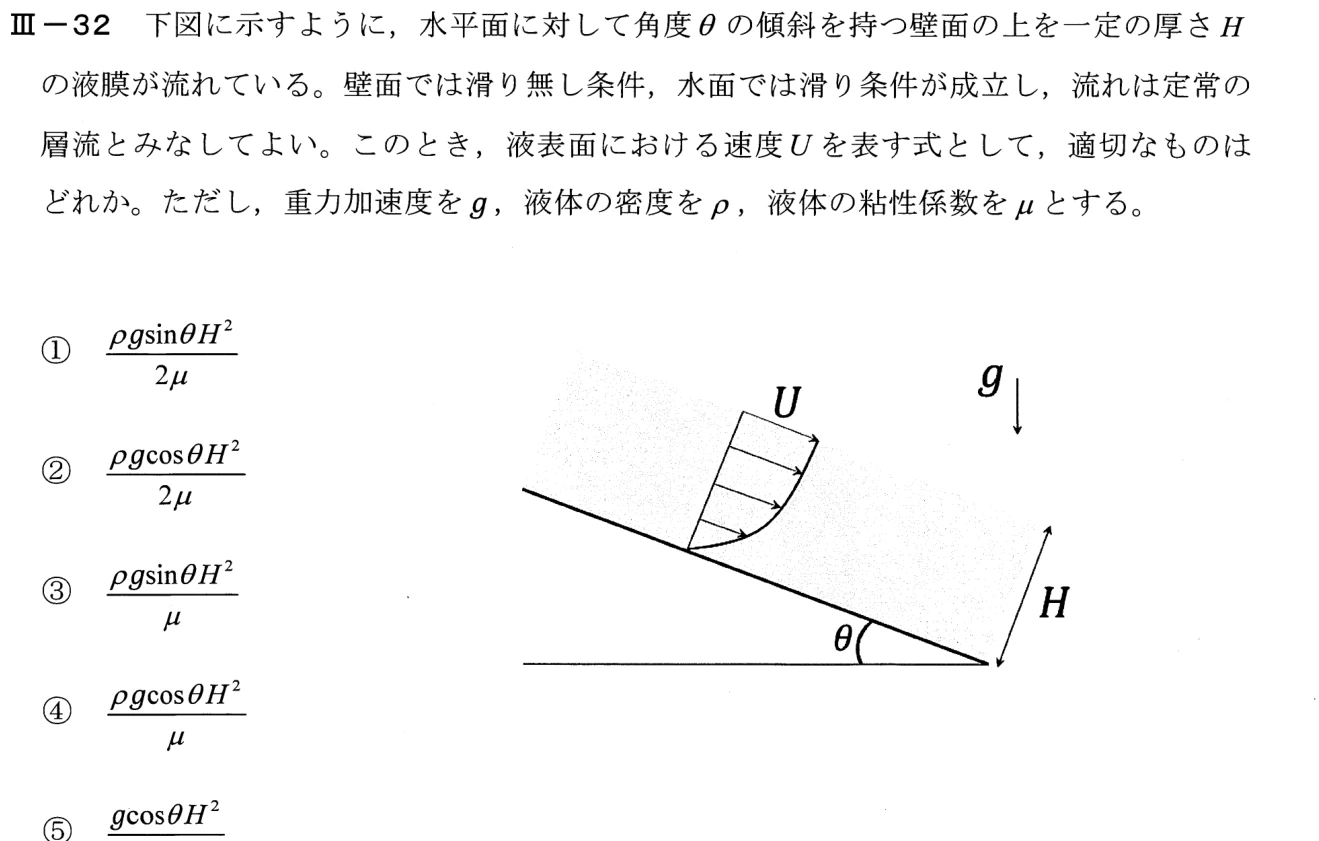 Ⅲ－32　下図に示すように，水平面に対して角度θの傾斜を持つ壁面の上を一定の厚さH
の液膜が流れている。壁面では滑り無し条件，水面では滑り条件が成立し，流れは定常の
層流とみなしてよい。このとき，液表面における速度Uを表す式として，適切なものは
どれか。ただし，重力加速度をg，液体の密度をρ，液体の粘性係数をμとする。
① ρgsinθH²
2μ
② ρgcosθH²
2μ
③ ρgsinθH²
μ
④ ρgcosθH²
μ
⑤ gcosθH²
U
g
H
θ